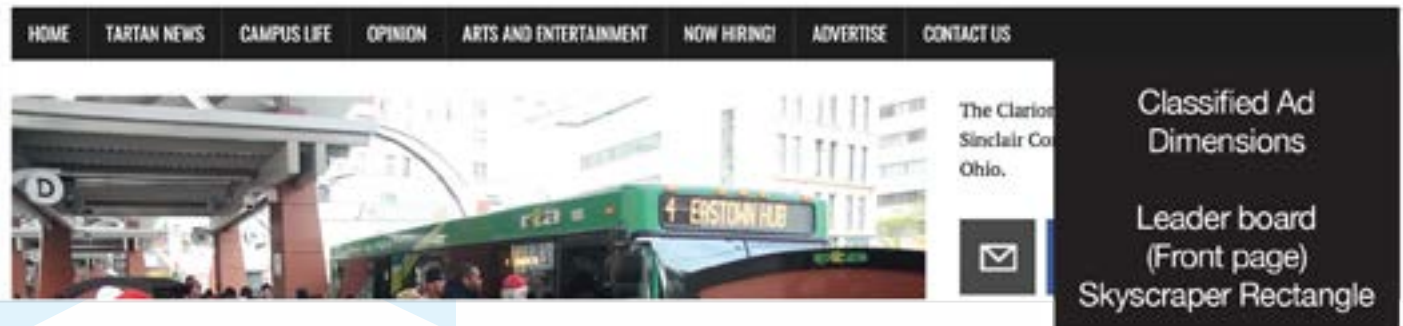 HOME TARTAN NEWS CAMPUS LIFE OPINION ARTS AND ENTERTAINMENT NOW HIRING! ADVERTISE CONTACT US
D
4 EASTOWN HUB
The Clarion
Sinclair Co
Ohio.
Classified Ad
Dimensions
Leader board
(Front page)
Skyscraper Rectangle